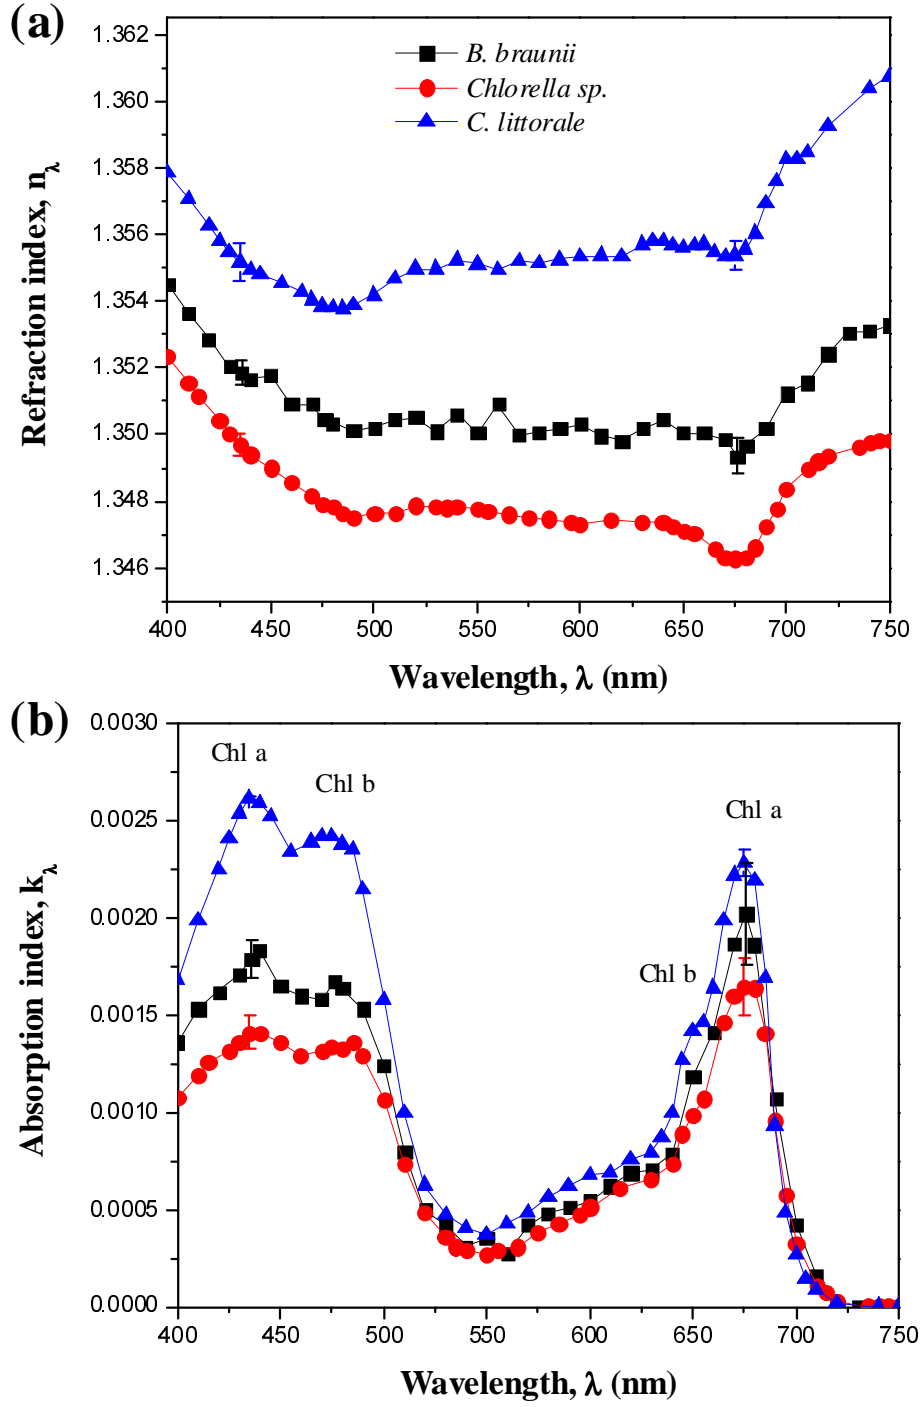 (a)
1.362
1.360
1.358
1.356
1.354
1.352
1.350
1.348
1.346
Refraction index, nλ
B. braunii
Chlorella sp.
C. littorale
400 450 500 550 600 650 700 750
Wavelength, λ (nm)
(b)
0.0030
0.0025
0.0020
0.0015
0.0010
0.0005
0.0000
Absorption index, kλ
Chl a
Chl b
Chl a
Chl b
400 450 500 550 600 650 700 750
Wavelength, λ (nm)